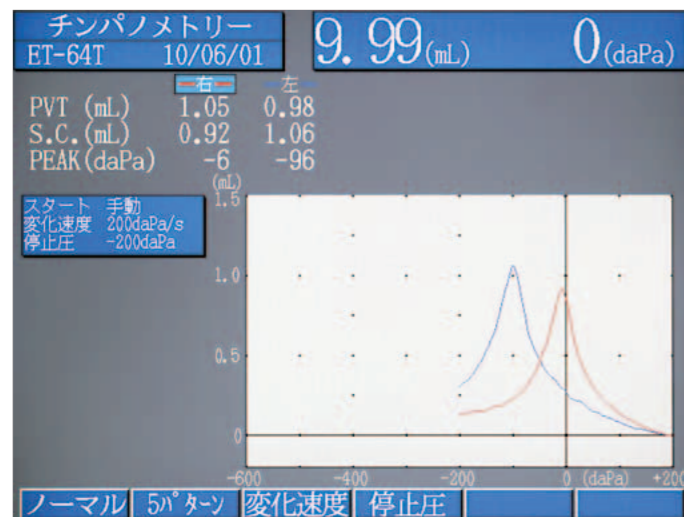 チンパノメトリー
ET-64T 10/06/01
9.99(mL) 0(daPa)
右 左
PVT (mL) 1.05 0.98
S.C.(mL) 0.92 1.06
PEAK(daPa) -6 -96
スタート 手動
変化速度 200daPa/s
停止圧 -200daPa
(mL)
1.5
1.0
0.5
0
-600 -400 -200 0 (daPa) +200
ノーマル 5パターン 変化速度 停止圧